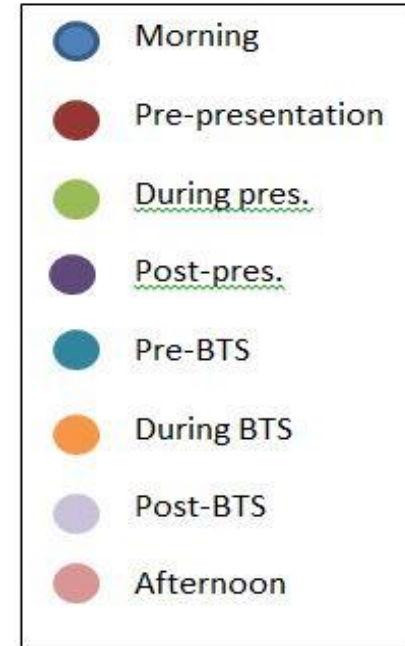 Morning
Pre-presentation
During pres.
Post-pres.
Pre-BTS
During BTS
Post-BTS
Afternoon